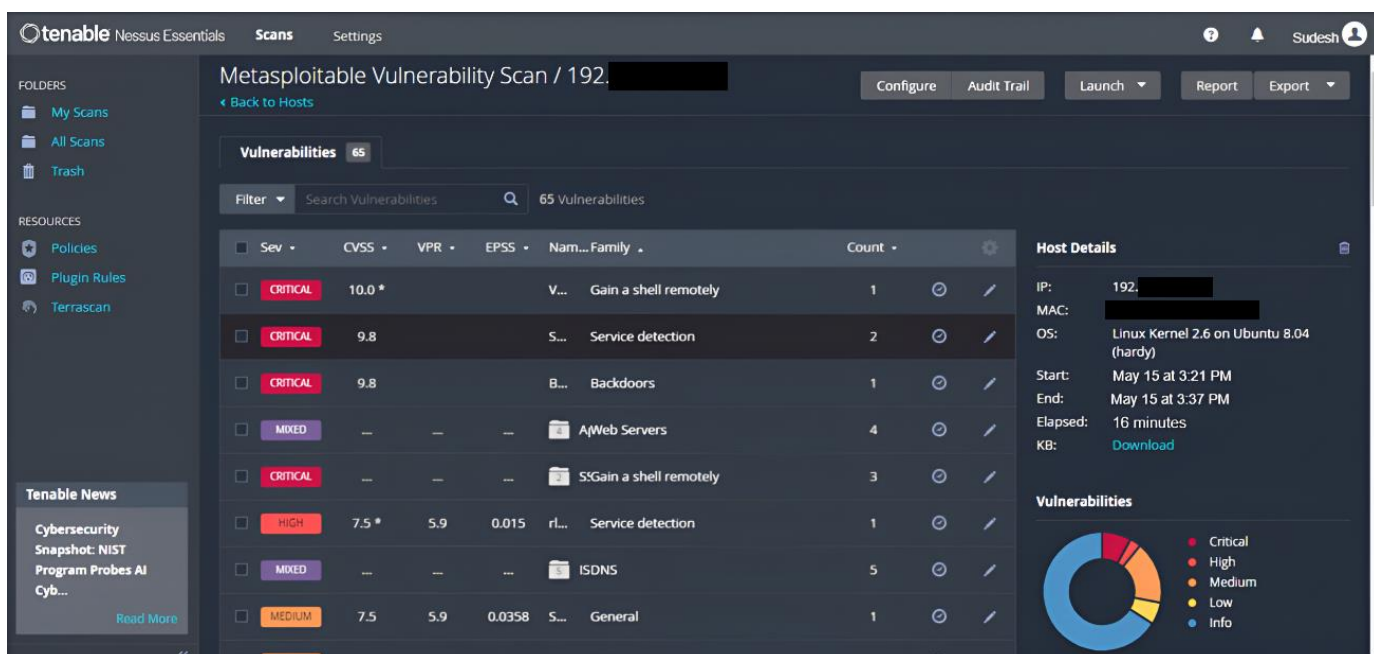 tenable Nessus Essentials Scans Settings Sudesh
FOLDERS
My Scans
All Scans
Trash
RESOURCES
Policies
Plugin Rules
Terrascan
Tenable News
Cybersecurity
Snapshot: NIST
Program Probes AI
Cyb...
Read More
Metasploitable Vulnerability Scan / 192.
Back to Hosts
Configure Audit Trail Launch Report Export
Vulnerabilities 65
Filter Search Vulnerabilities 65 Vulnerabilities
Sev CVSS VPR EPSS Nam... Family Count
CRITICAL 10.0 * V... Gain a shell remotely 1
CRITICAL 9.8 S... Service detection 2
CRITICAL 9.8 B... Backdoors 1
MIXED ... ... ... 4 Web Servers 4
CRITICAL ... ... ... 2 Gain a shell remotely 3
HIGH 7.5 * 5.9 0.015 rl... Service detection 1
MIXED ... ... ... 5 ISDNS 5
MEDIUM 7.5 5.9 0.0358 S... General 1
Host Details
IP: 192.
MAC:
OS: Linux Kernel 2.6 on Ubuntu 8.04
(hardy)
Start: May 15 at 3:21 PM
End: May 15 at 3:37 PM
Elapsed: 16 minutes
KB: Download
Vulnerabilities
Critical
High
Medium
Low
Info